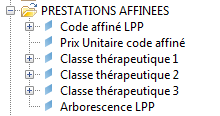 PRESTATIONS AFFINEES
Code affiné LPP
Prix Unitaire code affiné
Classe thérapeutique 1
Classe thérapeutique 2
Classe thérapeutique 3
Arborescence LPP